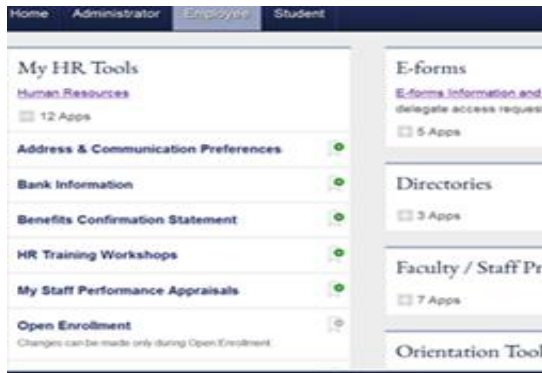 Home Administrator Employee Student
My HR Tools
Human Resources
12 Apps
Address & Communication Preferences
Bank Information
Benefits Confirmation Statement
HR Training Workshops
My Staff Performance Appraisals
Open Enrollment
Changes can be made only during Open Enrollment
E-forms
E-forms Information and
delegate access request
5 Apps
Directories
3 Apps
Faculty / Staff Pr
7 Apps
Orientation Tool